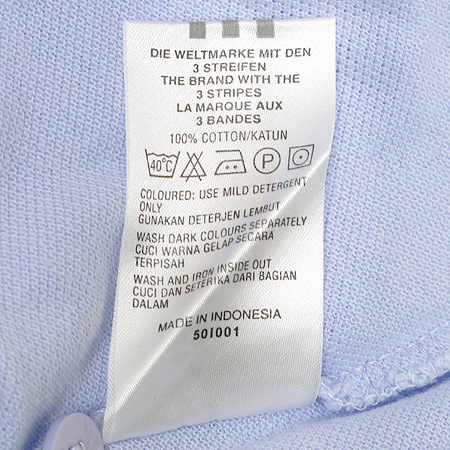 DIE WELTMARKE MIT DEN
3 STREIFEN
THE BRAND WITH THE
3 STRIPES
LA MARQUE AUX
3 BANDES
100% COTTON/KATUN
40°C P
COLOURED: USE MILD DETERGENT
ONLY
GUNAKAN DETERJEN LEMBUT
WASH DARK COLOURS SEPARATELY
CUCI WARNA GELAP SECARA
TERPISAH
WASH AND IRON INSIDE OUT
CUCI DAN SETERIKA DARI BAGIAN
DALAM
MADE IN INDONESIA
50I001